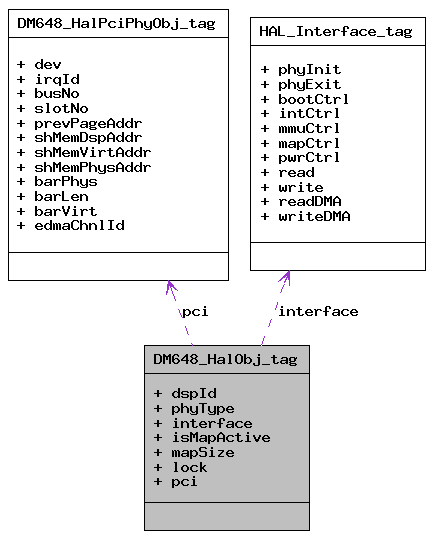 DM648_HalPciPhyObj_tag
+ dev
+ irqId
+ busNo
+ slotNo
+ prevPageAddr
+ shMemDspAddr
+ shMemVirtAddr
+ shMemPhysAddr
+ barPhys
+ barLen
+ barVirt
+ edmaChnlId
HAL_Interface_tag
+ phyInit
+ phyExit
+ bootCtrl
+ intCtrl
+ mmuCtrl
+ mapCtrl
+ pwrCtrl
+ read
+ write
+ readDMA
+ writeDMA
pci
interface
DM648_HalObj_tag
+ dspId
+ phyType
+ interface
+ isMapActive
+ mapSize
+ lock
+ pci